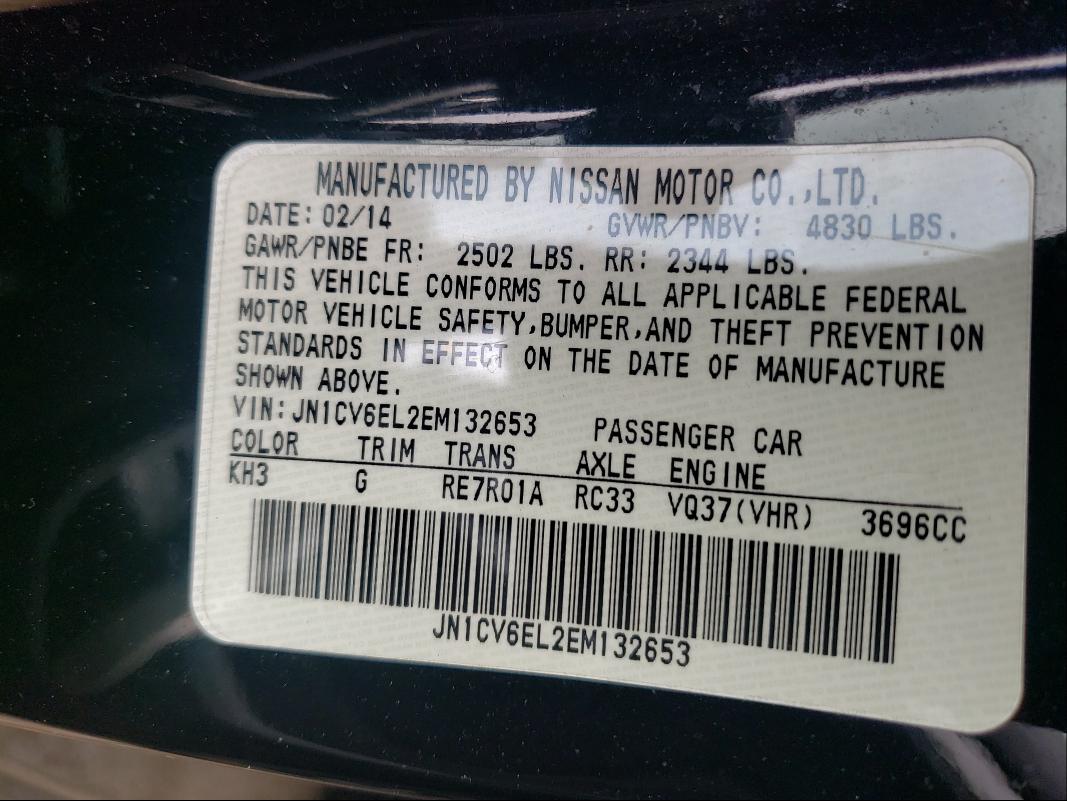 MANUFACTURED BY NISSAN MOTOR CO.,LTD.
DATE: 02/14 GVWR/PNBV: 4830 LBS.
GAWR/PNBE FR: 2502 LBS. RR: 2344 LBS.
THIS VEHICLE CONFORMS TO ALL APPLICABLE FEDERAL
MOTOR VEHICLE SAFETY,BUMPER,AND THEFT PREVENTION
STANDARDS IN EFFECT ON THE DATE OF MANUFACTURE
SHOWN ABOVE.
VIN:JN1CV6EL2EM132653 PASSENGER CAR
COLOR TRIM TRANS AXLE ENGINE
KH3 G RE7R01A RC33 VQ37(VHR) 3696CC
JN1CV6EL2EM132653